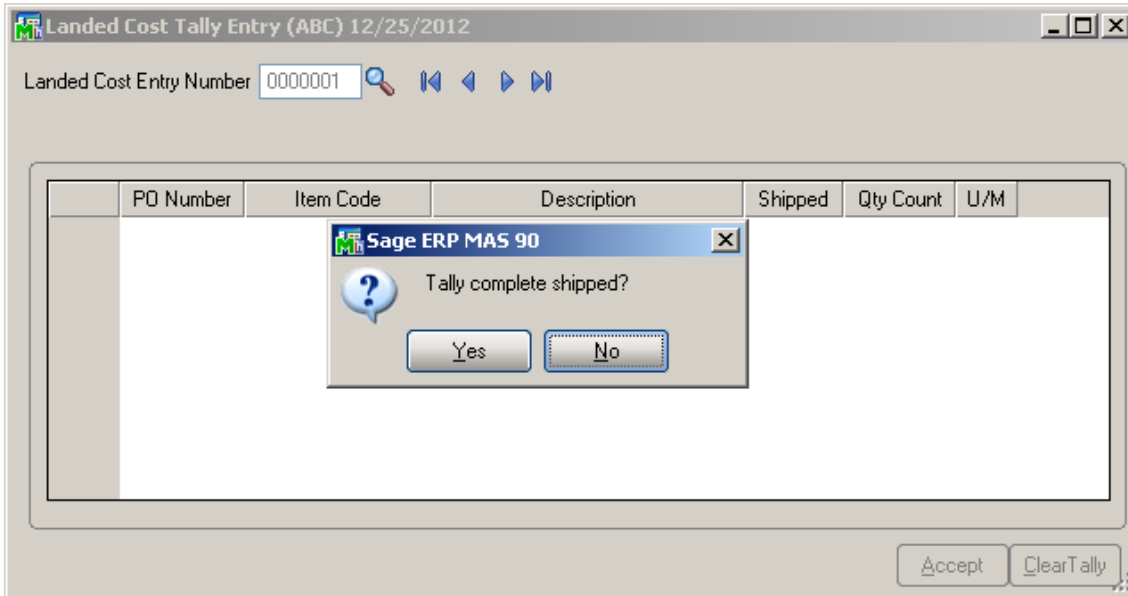 Landed Cost Tally Entry (ABC) 12/25/2012
Landed Cost Entry Number 0000001
PO Number Item Code Description Shipped Qty Count U/M
Sage ERP MAS 90
Tally complete shipped?
Yes No
Accept ClearTally